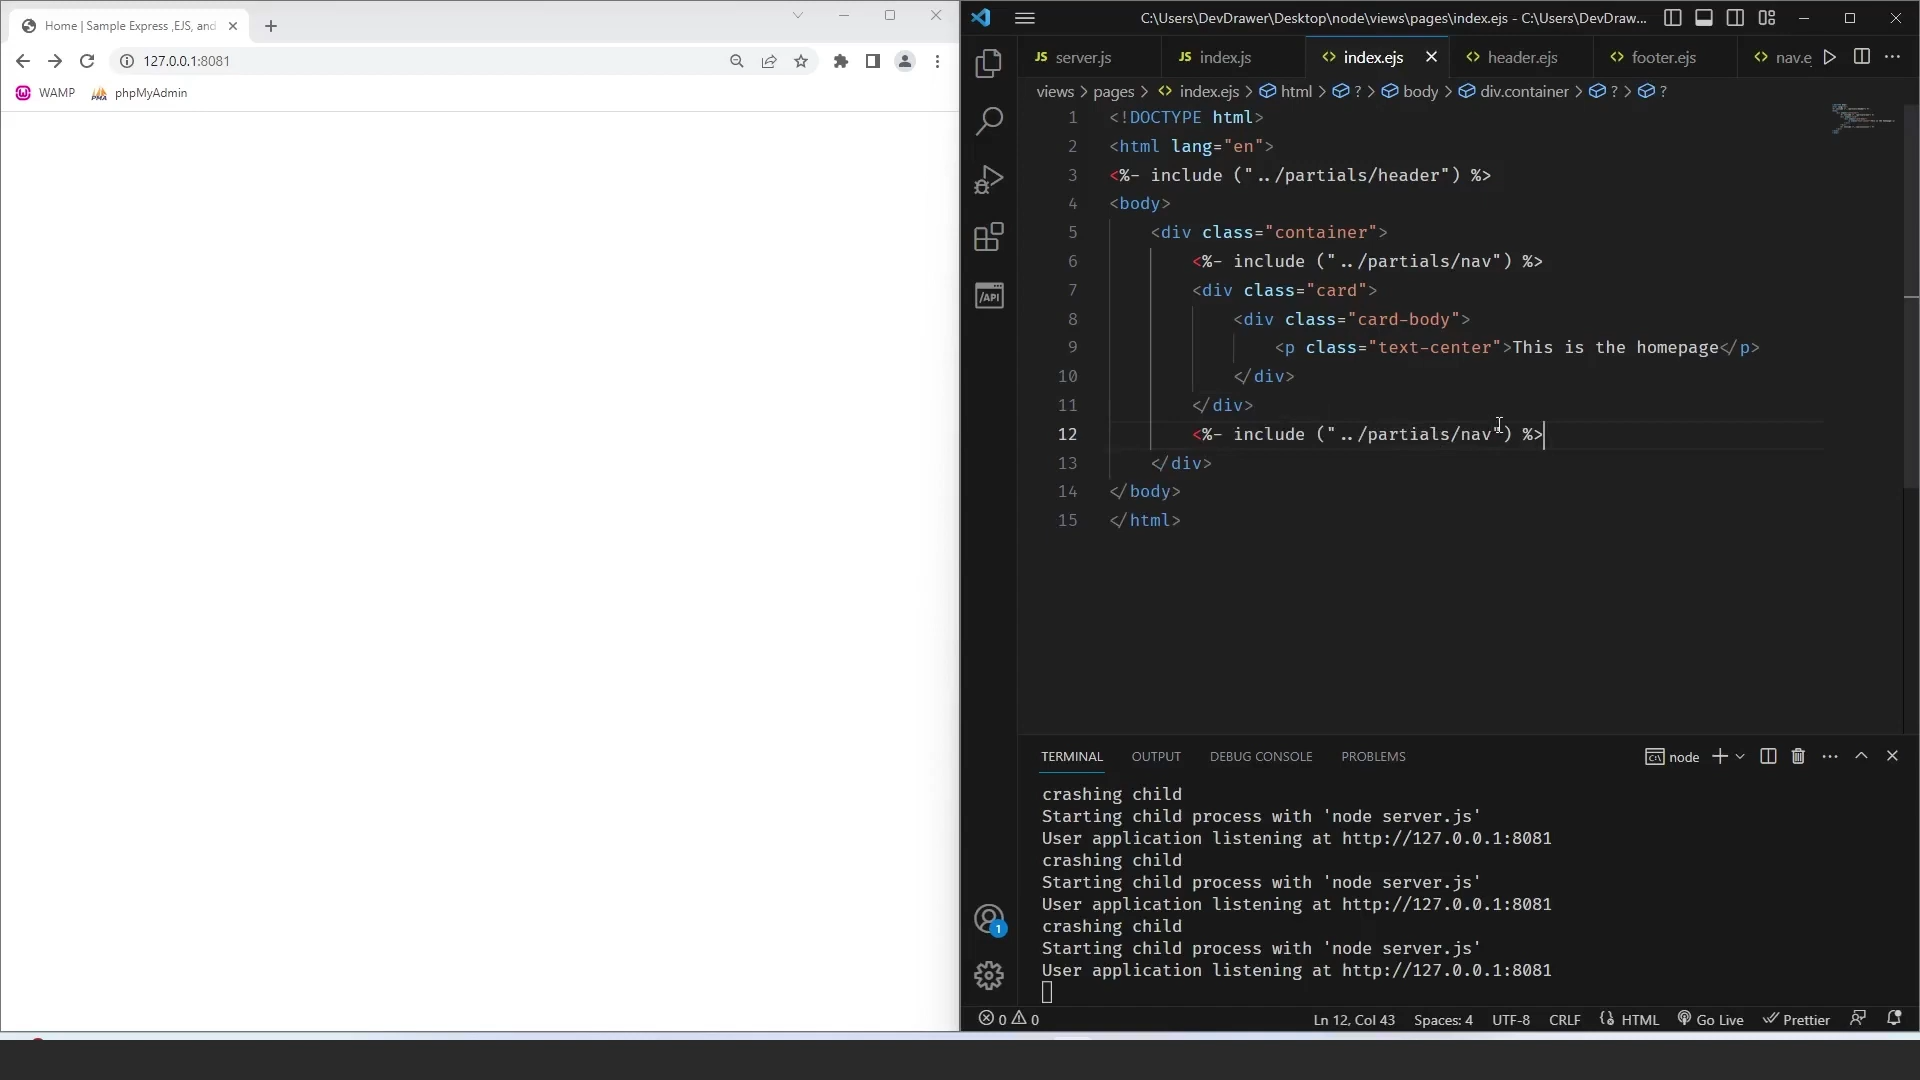 Home | Sample Express ,EJS, and
127.0.0.1:8081
WAMP
phpMyAdmin
C:\Users\DevDrawer\Desktop\node\views\pages\index.ejs - C:\Users\DevDraw...
server.js
index.js
index.ejs
header.ejs
footer.ejs
nav.e
views > pages > <> index.ejs > html > ? > body > div.container > ? > ?
1 <!DOCTYPE html>
2 <html lang="en">
3 <%- include ("../partials/header") %>
4 <body>
5 <div class="container">
6 <%- include ("../partials/nav") %>
7 <div class="card">
8 <div class="card-body">
9 <p class="text-center">This is the homepage</p>
10 </div>
11 </div>
12 <%- include ("../partials/nav") %>
13 </div>
14 </body>
15 </html>
TERMINAL OUTPUT DEBUG CONSOLE PROBLEMS
node
crashing child
Starting child process with 'node server.js'
User application listening at http://127.0.0.1:8081
crashing child
Starting child process with 'node server.js'
User application listening at http://127.0.0.1:8081
crashing child
Starting child process with 'node server.js'
User application listening at http://127.0.0.1:8081
0 0 Ln 12, Col 43 Spaces: 4 UTF-8 CRLF HTML Go Live Prettier
/API
1